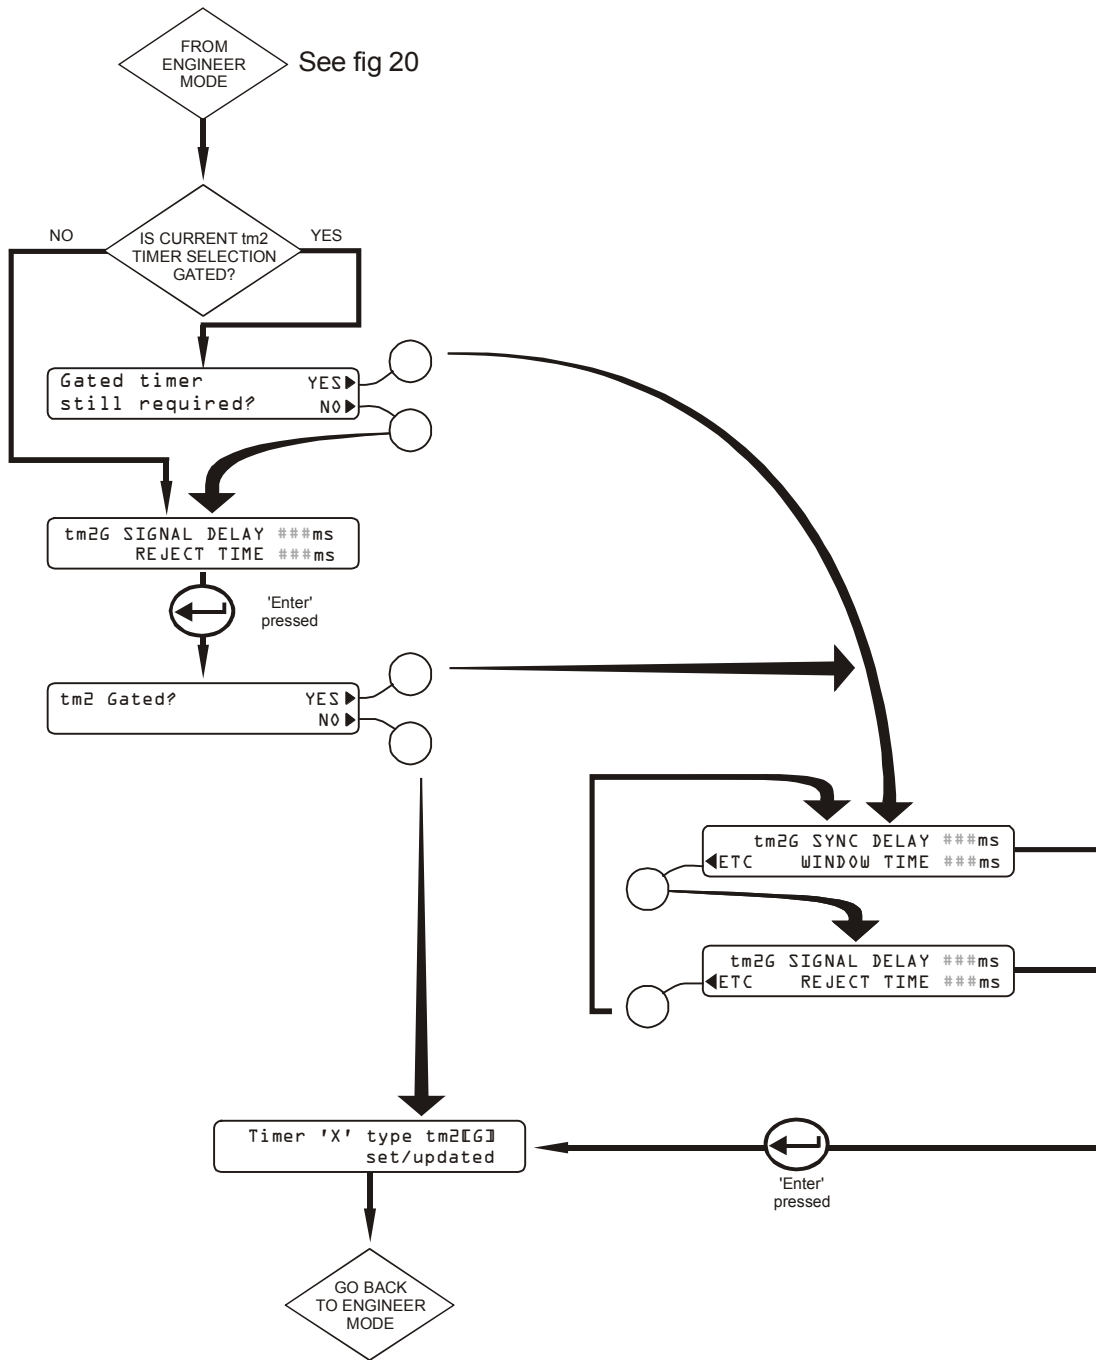 FROM
ENGINEER
MODE
See fig 20
NO
IS CURRENT tm2
TIMER SELECTION
GATED?
YES
Gated timer YES
still required? NO
tm2G SIGNAL DELAY ###ms
REJECT TIME ###ms
'Enter'
pressed
tm2 Gated? YES
NO
tm2G SYNC DELAY ###ms
ETC WINDOW TIME ###ms
tm2G SIGNAL DELAY ###ms
ETC REJECT TIME ###ms
Timer 'X' type tm2[G]
set/updated
'Enter'
pressed
GO BACK
TO ENGINEER
MODE